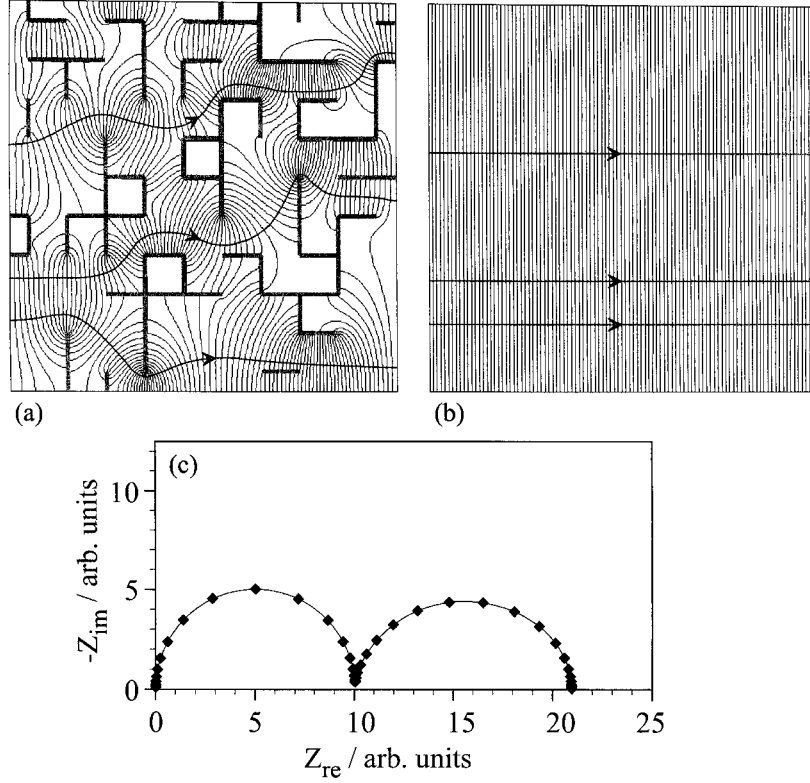 (a)
(b)
(c)
10
5
0
-Z_im / arb. units
0 5 10 15 20 25
Z_re / arb. units